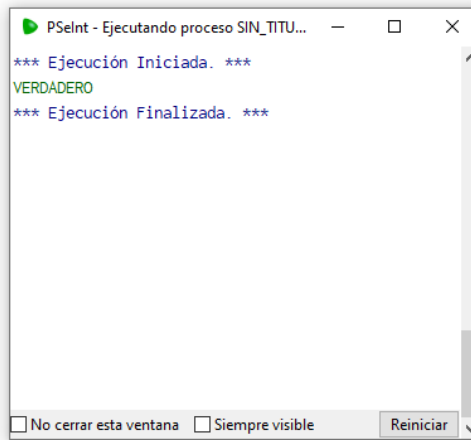 PSeInt - Ejecutando proceso SIN_TITU...
*** Ejecución Iniciada. ***
VERDADERO
*** Ejecución Finalizada. ***
No cerrar esta ventana Siempre visible Reiniciar